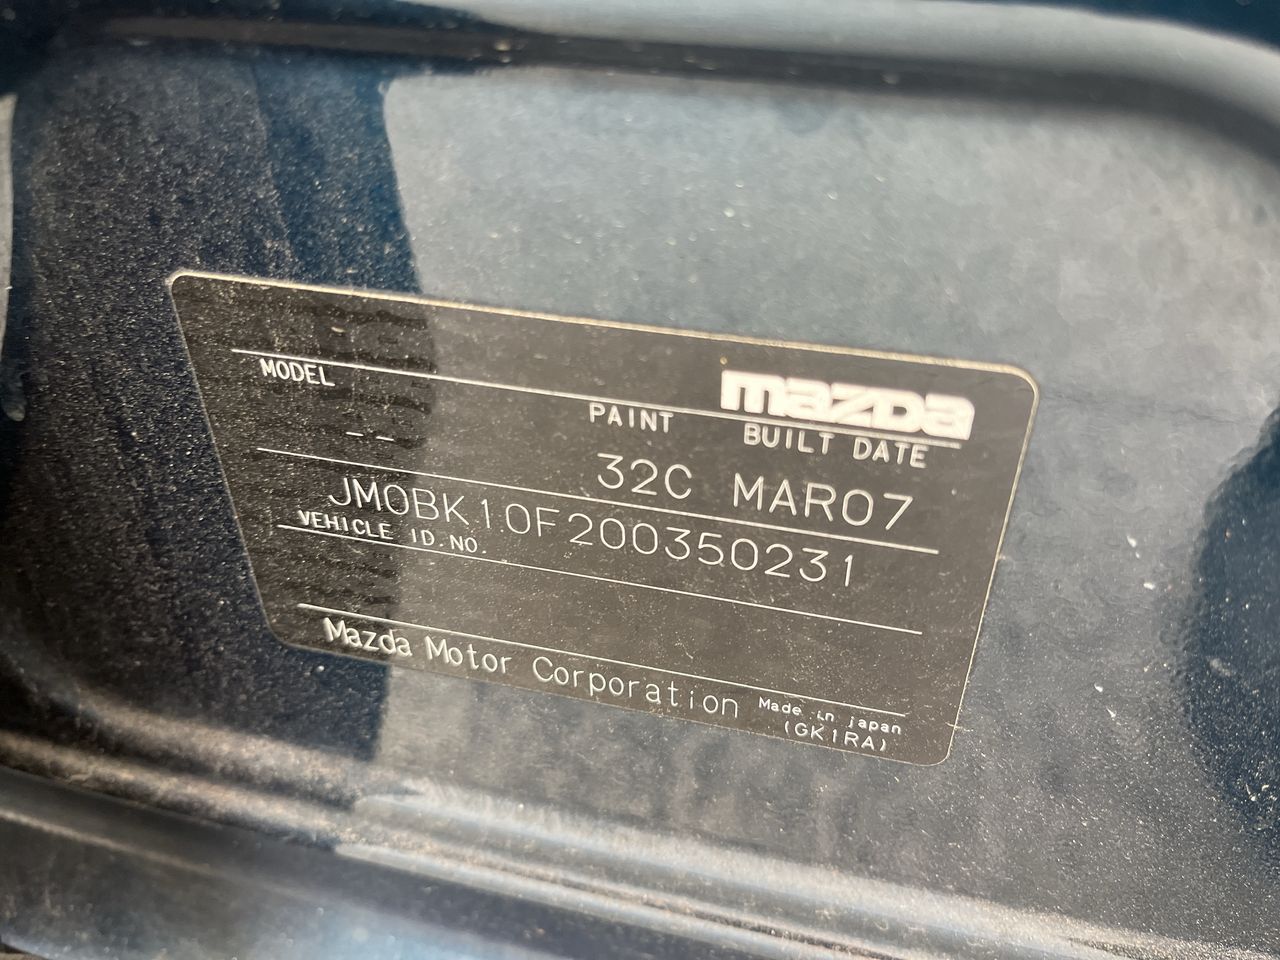 mazda
MODEL PAINT BUILT DATE
-- 32C MAR07
JM0BK10F200350231
VEHICLE ID.NO.
Mazda Motor Corporation Made in japan
(GK1RA)